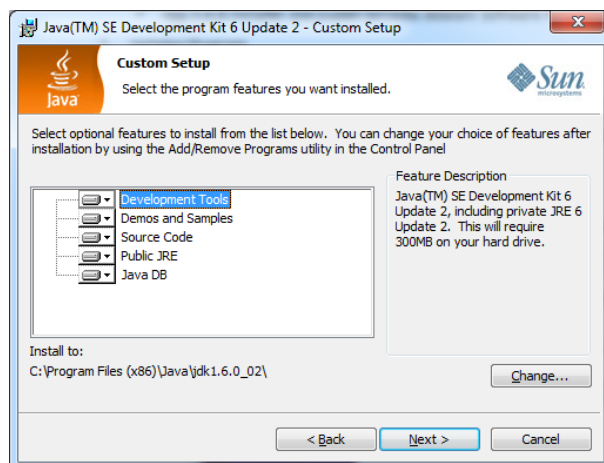 Java(TM) SE Development Kit 6 Update 2 - Custom Setup
Java
Custom Setup
Select the program features you want installed.
Sun
microsystems
Select optional features to install from the list below. You can change your choice of features after
installation by using the Add/Remove Programs utility in the Control Panel
Development Tools
Demos and Samples
Source Code
Public JRE
Java DB
Feature Description
Java(TM) SE Development Kit 6
Update 2, including private JRE 6
Update 2. This will require
300MB on your hard drive.
Install to:
C:\Program Files (x86)\Java\jdk1.6.0_02\
Change...
< Back
Next >
Cancel